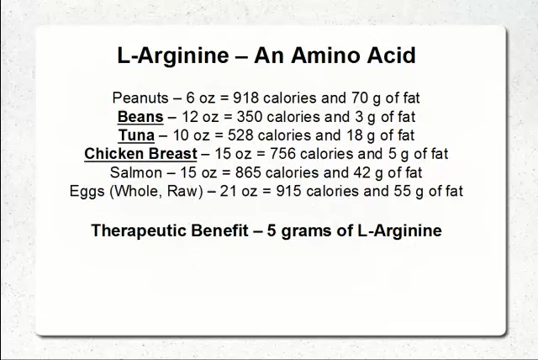 L-Arginine – An Amino Acid
Peanuts – 6 oz = 918 calories and 70 g of fat
Beans – 12 oz = 350 calories and 3 g of fat
Tuna – 10 oz = 528 calories and 18 g of fat
Chicken Breast – 15 oz = 756 calories and 5 g of fat
Salmon – 15 oz = 865 calories and 42 g of fat
Eggs (Whole, Raw) – 21 oz = 915 calories and 55 g of fat
Therapeutic Benefit – 5 grams of L-Arginine